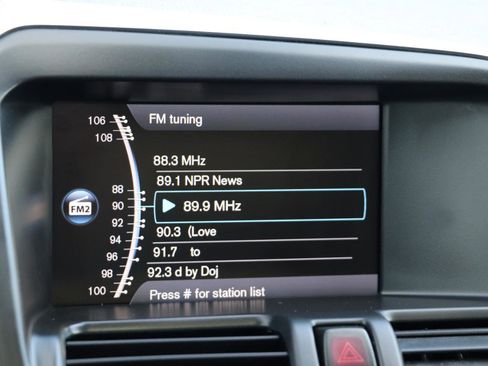 FM tuning
106
108
88
90
92
94
96
98
100
FM2
88.3 MHz
89.1 NPR News
89.9 MHz
90.3 (Love
91.7 to
92.3 d by Doj
Press # for station list